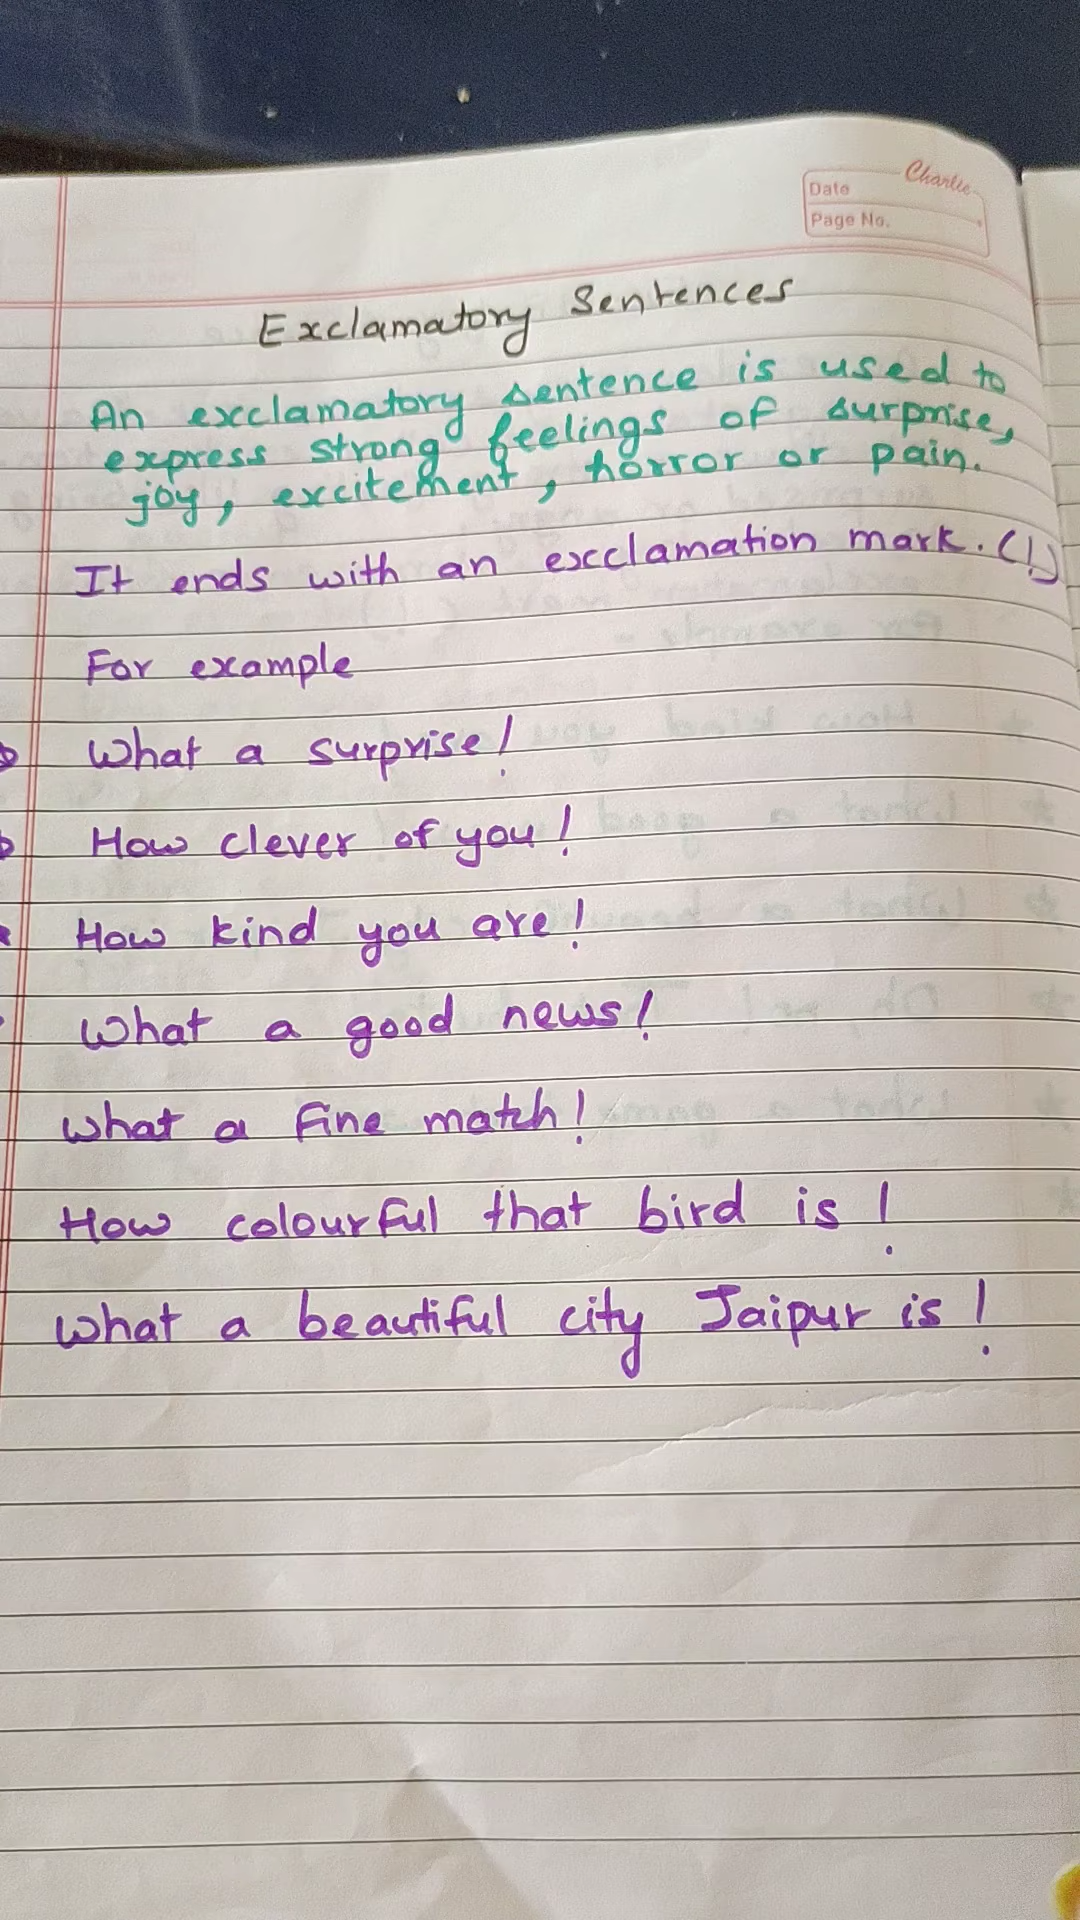 Charlie
Date
Page No.
Exclamatory Sentences
An exclamatory sentence is used to
express strong feelings of surprise,
joy, excitement, horror or pain.
It ends with an exclamation mark. (!)
For example
What a surprise!
How clever of you!
How kind you are!
What a good news!
What a fine match!
How colourful that bird is!
What a beautiful city Jaipur is!